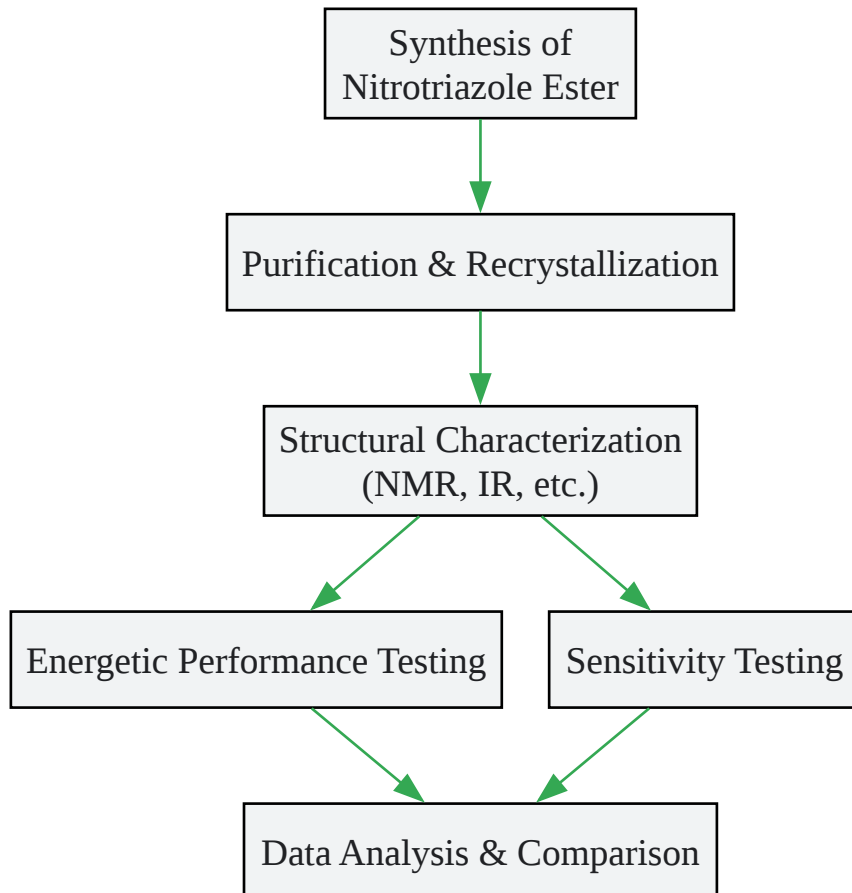 Synthesis of
Nitrotriazole Ester
Purification & Recrystallization
Structural Characterization
(NMR, IR, etc.)
Energetic Performance Testing
Sensitivity Testing
Data Analysis & Comparison